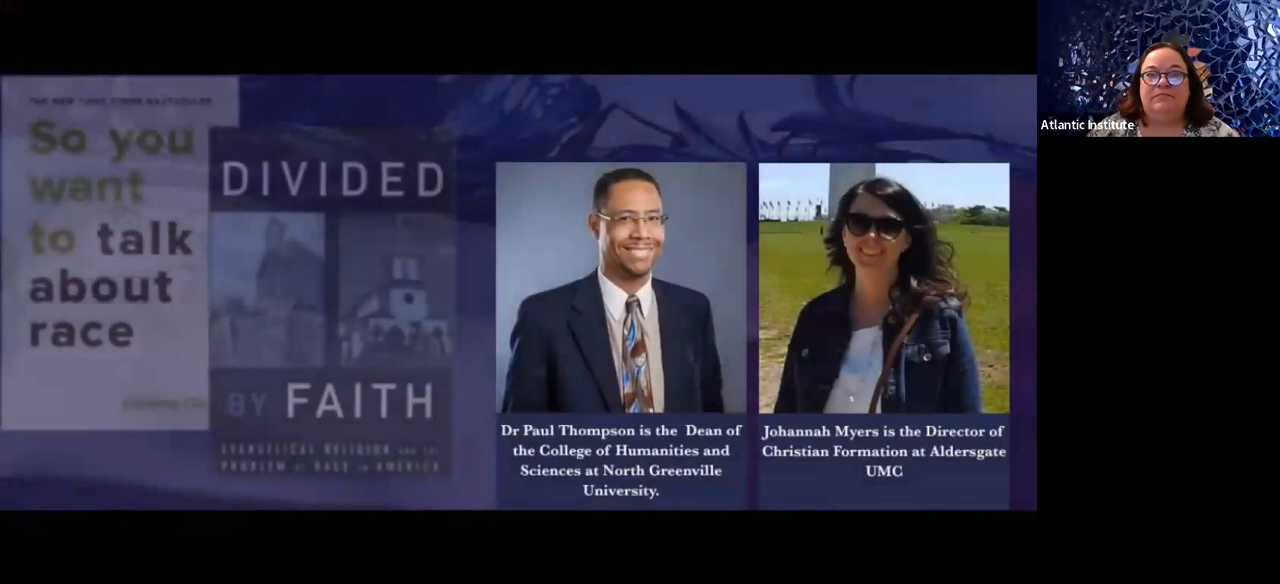 THE NEW YORK TIMES BESTSELLER
So you
want
to talk
about
race
DIVIDED
BY FAITH
EVANGELICAL RELIGION AND THE
PROBLEM OF RACE IN AMERICA
Dr Paul Thompson is the Dean of
the College of Humanities and
Sciences at North Greenville
University.
Johannah Myers is the Director of
Christian Formation at Aldersgate
UMC
Atlantic Institute